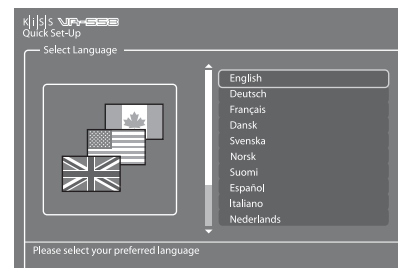 KISS VR-558
Quick Set-Up
Select Language
English
Deutsch
Français
Dansk
Svenska
Norsk
Suomi
Español
Italiano
Nederlands
Please select your preferred language